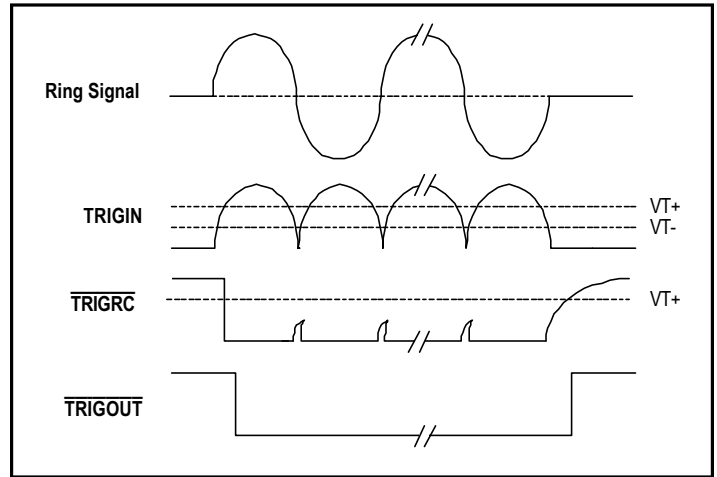 Ring Signal
TRIGIN
VT+
VT-
TRIGRC
VT+
TRIGOUT